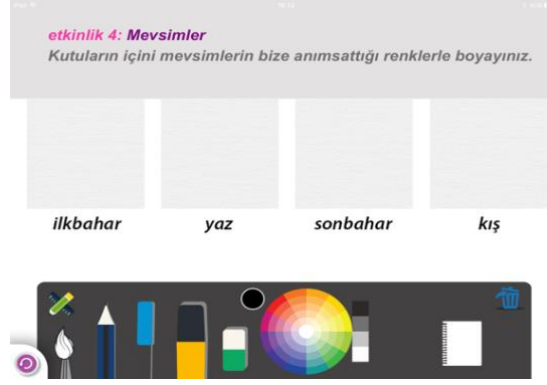 etkinlik 4: Mevsimler
Kutuların içini mevsimlerin bize anımsattığı renklerle boyayınız.
ilkbahar yaz sonbahar kış